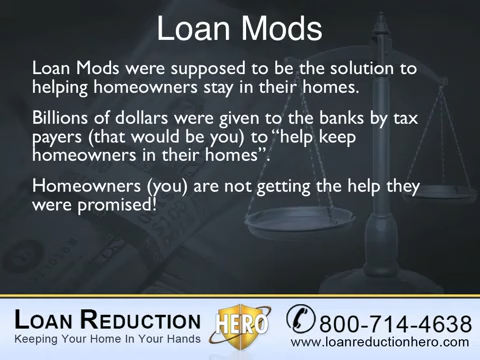 Loan Mods
Loan Mods were supposed to be the solution to
helping homeowners stay in their homes.
Billions of dollars were given to the banks by tax
payers (that would be you) to “help keep
homeowners in their homes”.
Homeowners (you) are not getting the help they
were promised!
LOAN REDUCTION HERO
Keeping Your Home In Your Hands
800-714-4638
www.loanreductionhero.com